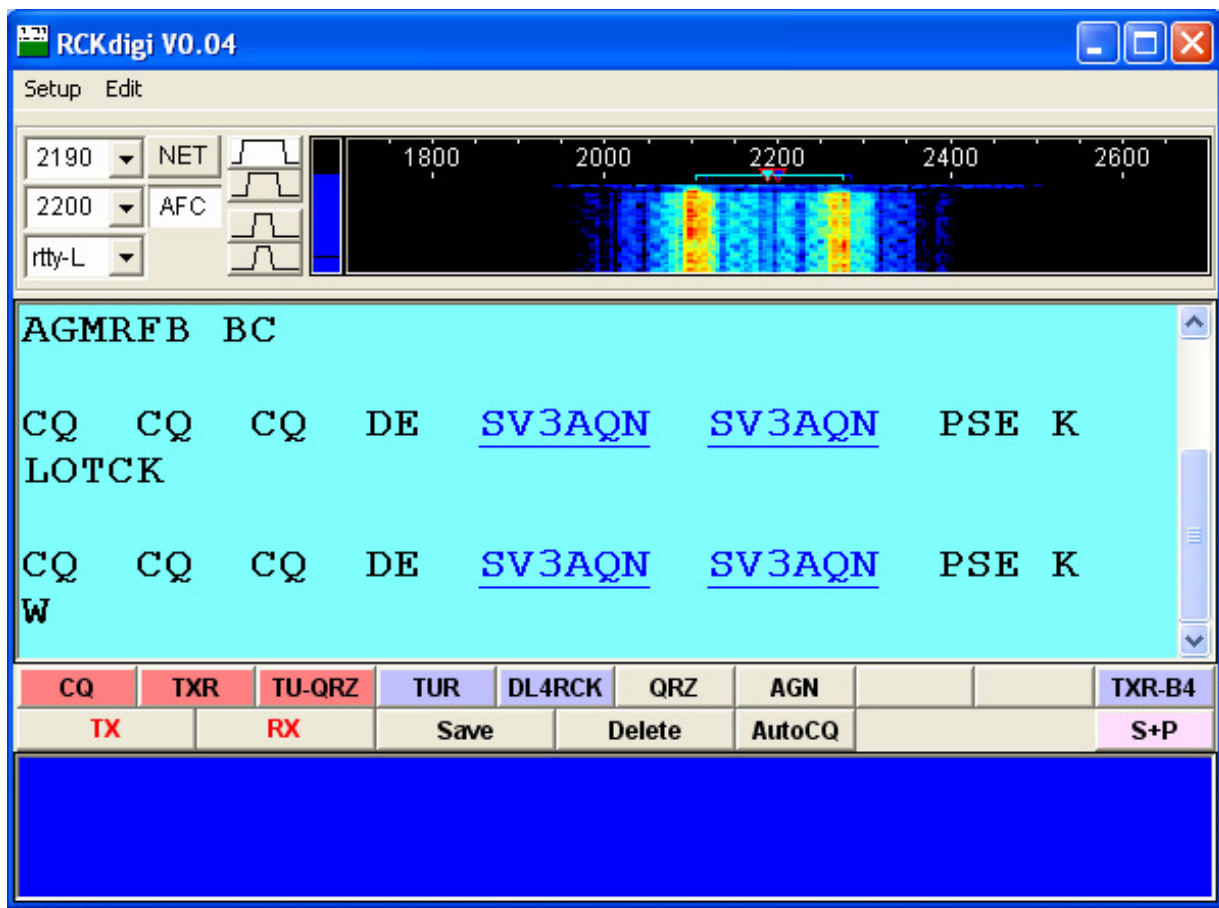 RCKdigi V0.04
Setup Edit
2190 NET
2200 AFC
rtty-L
1800 2000 2200 2400 2600
AGMRFB BC
CQ CQ CQ DE SV3AQN SV3AQN PSE K
LOTCK
CQ CQ CQ DE SV3AQN SV3AQN PSE K
W
CQ TXR TU-QRZ TUR DL4RCK QRZ AGN TXR-B4
TX RX Save Delete AutoCQ S+P